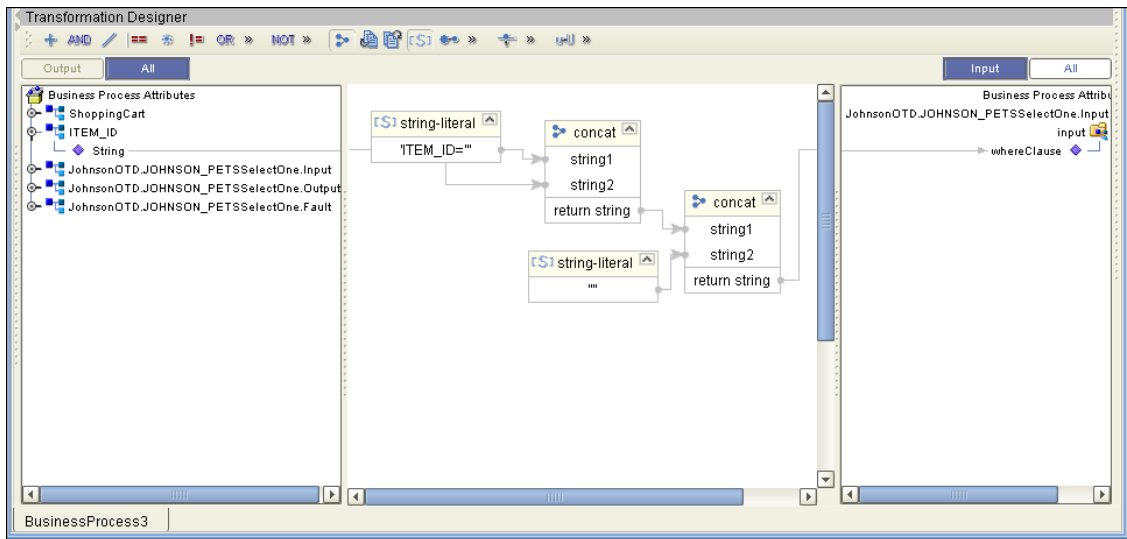 Transformation Designer
AND == != OR » NOT » [S] » » »
Output All Input All
Business Process Attributes
ShoppingCart
ITEM_ID
String
JohnsonOTD.JOHNSON_PETSSelectOne.Input
JohnsonOTD.JOHNSON_PETSSelectOne.Output
JohnsonOTD.JOHNSON_PETSSelectOne.Fault
[S] string-literal
'ITEM_ID="'
concat
string1
string2
return string
concat
string1
string2
return string
[S] string-literal
""
Business Process Attribu
JohnsonOTD.JOHNSON_PETSSelectOne.Input
input
whereClause
BusinessProcess3